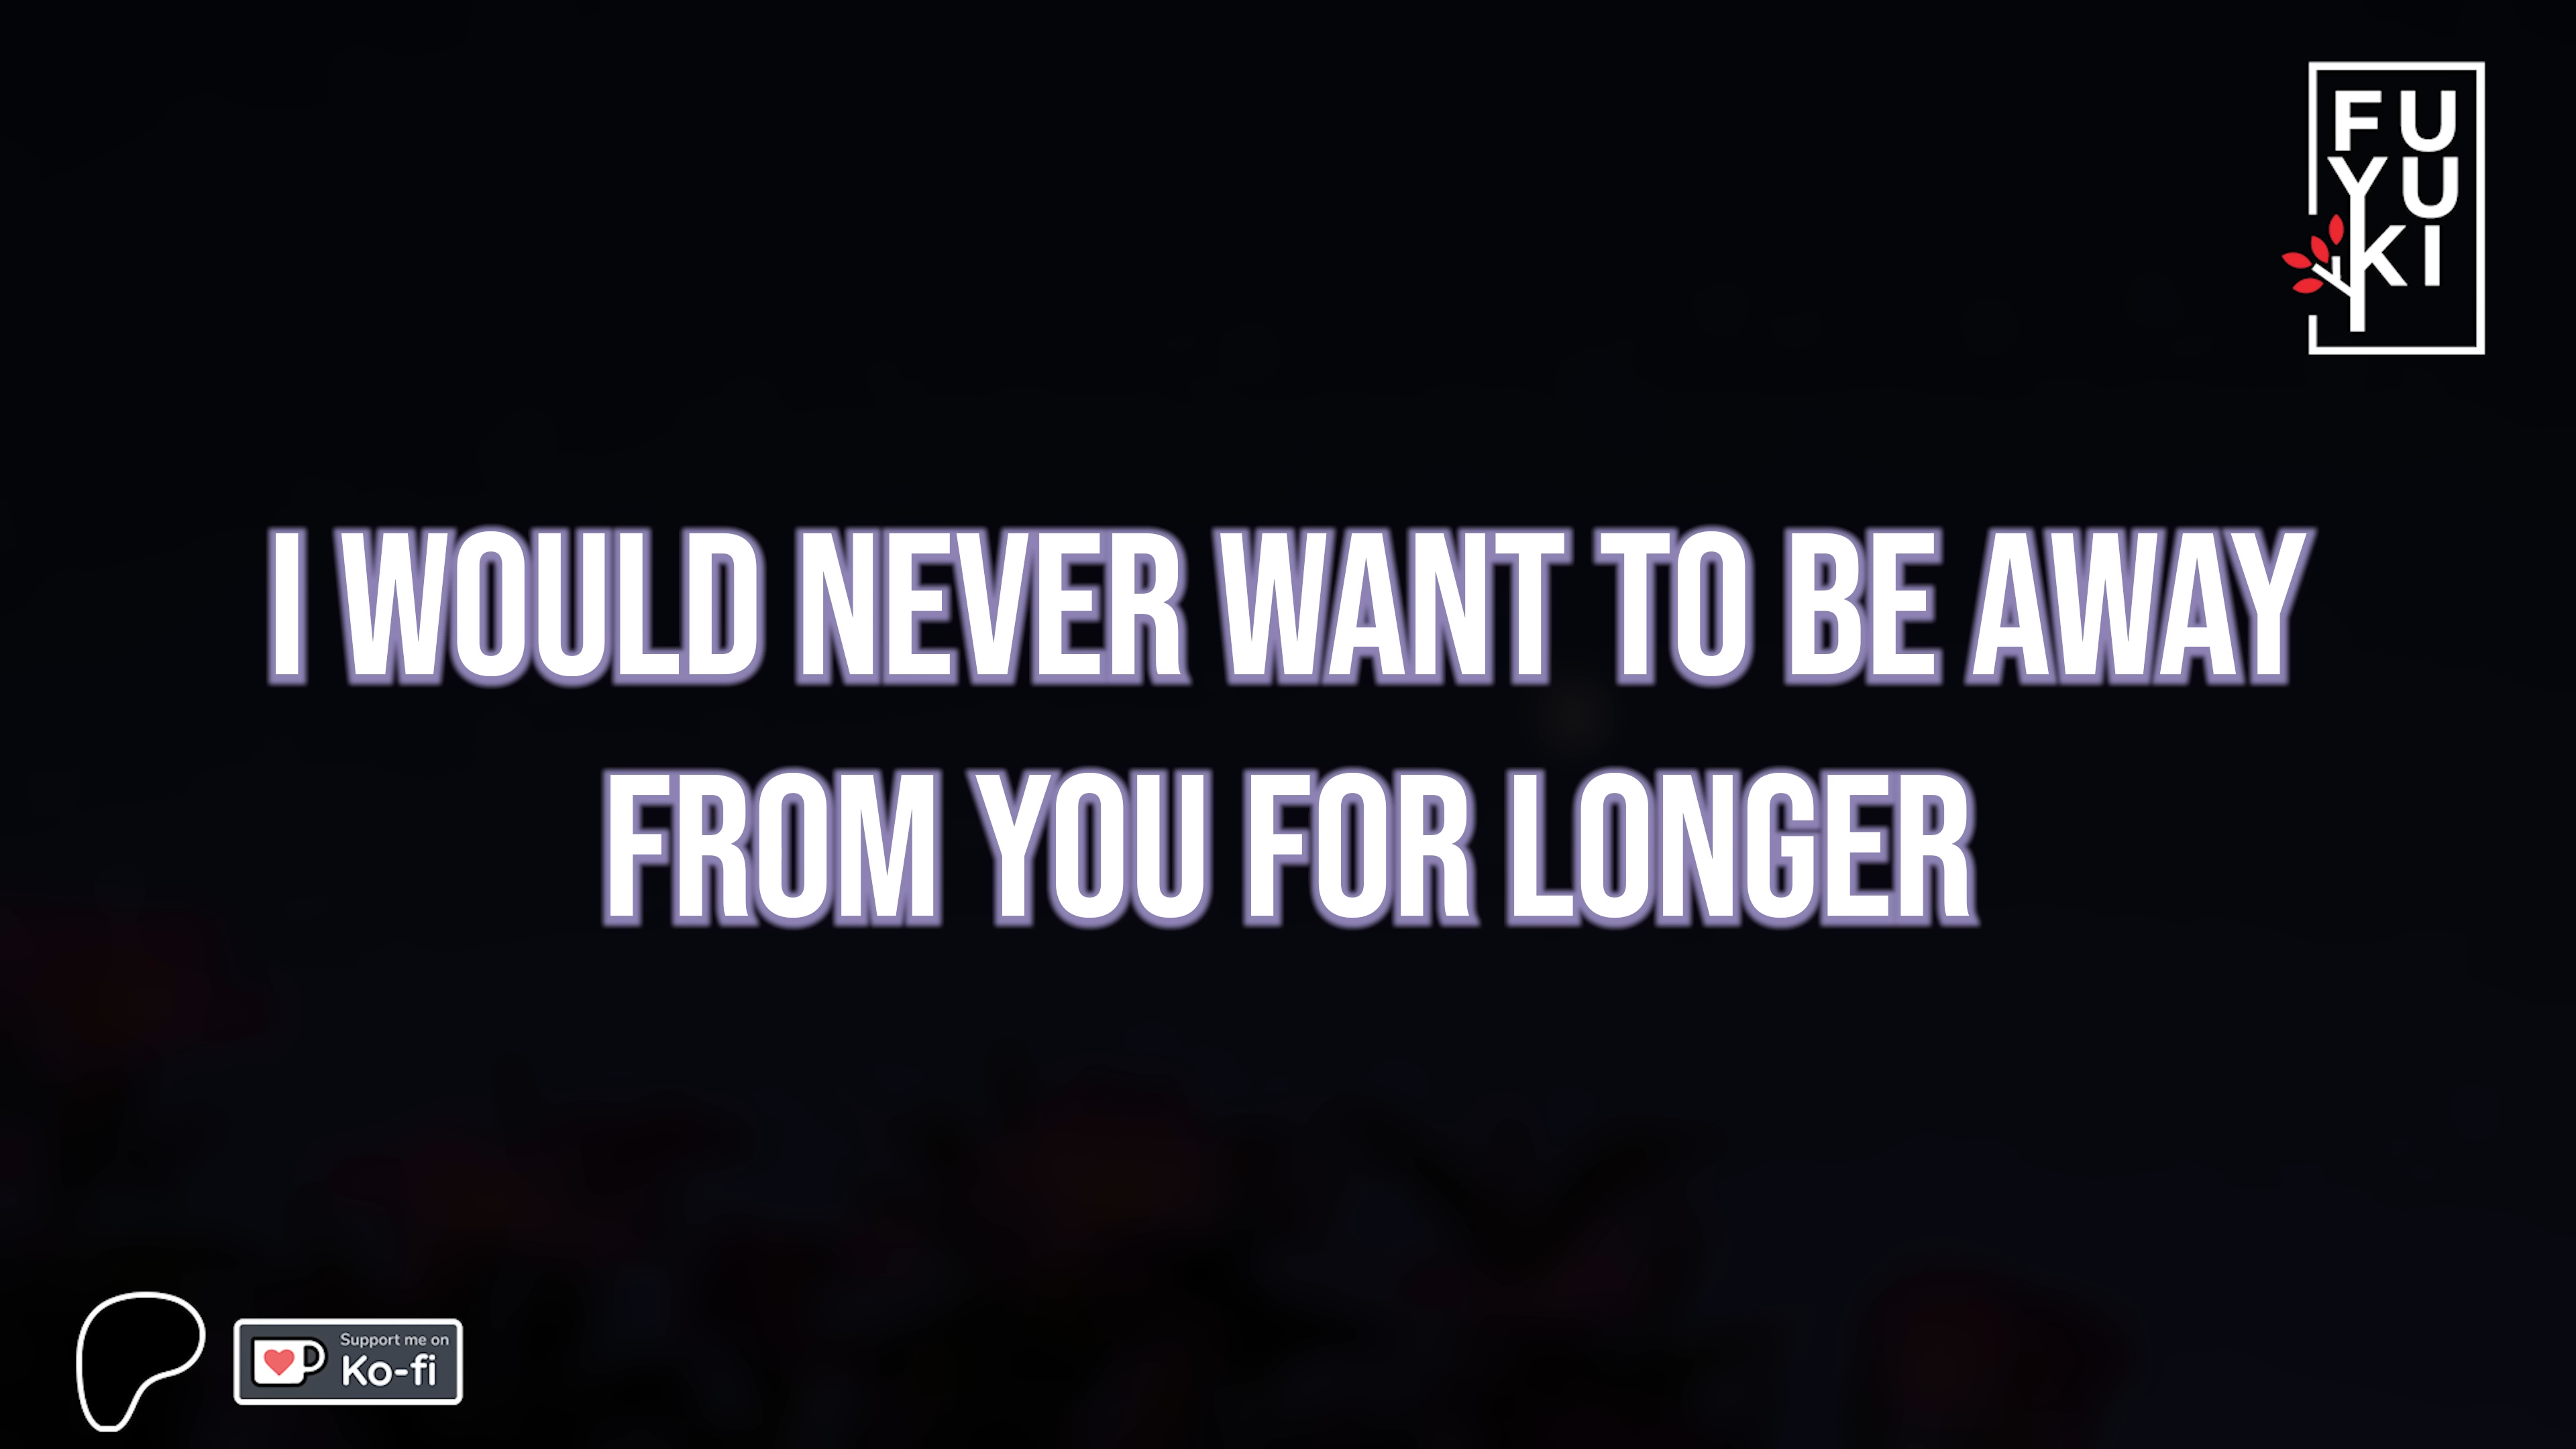 FU
YU
KI
I WOULD NEVER WANT TO BE AWAY
FROM YOU FOR LONGER
Support me on
Ko-fi